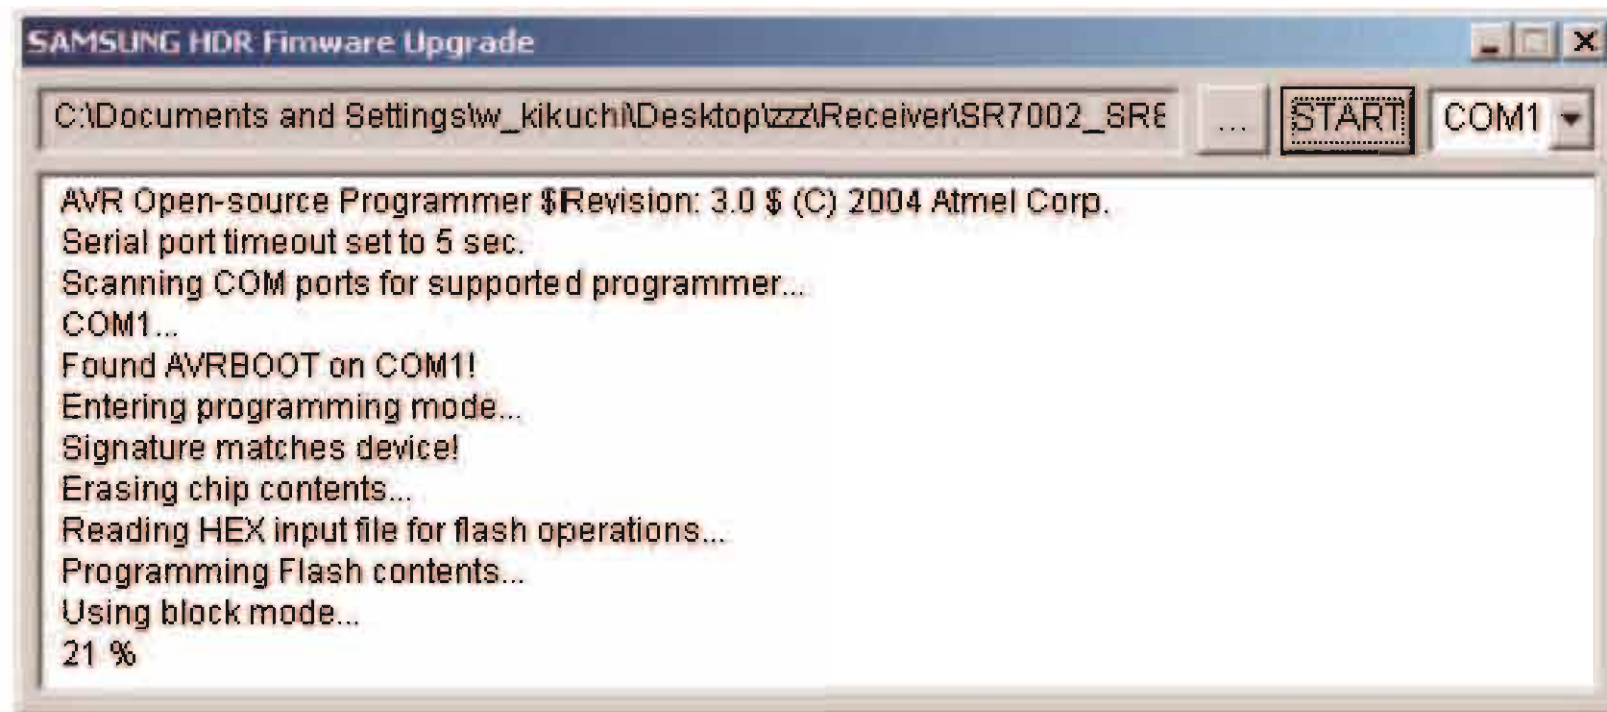 SAMSUNG HDR Fimware Upgrade
C:\Documents and Settings\w_kikuchi\Desktop\zzz\Receiver\SR7002_SR8 ... START COM1
AVR Open-source Programmer $Revision: 3.0 $ (C) 2004 Atmel Corp.
Serial port timeout set to 5 sec.
Scanning COM ports for supported programmer...
COM1...
Found AVRBOOT on COM1!
Entering programming mode...
Signature matches device!
Erasing chip contents...
Reading HEX input file for flash operations...
Programming Flash contents...
Using block mode...
21 %